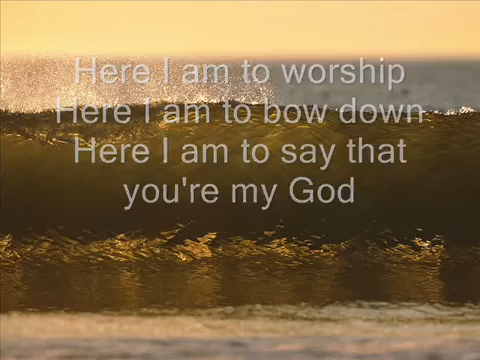 Here I am to worship
Here I am to bow down
Here I am to say that
you're my God